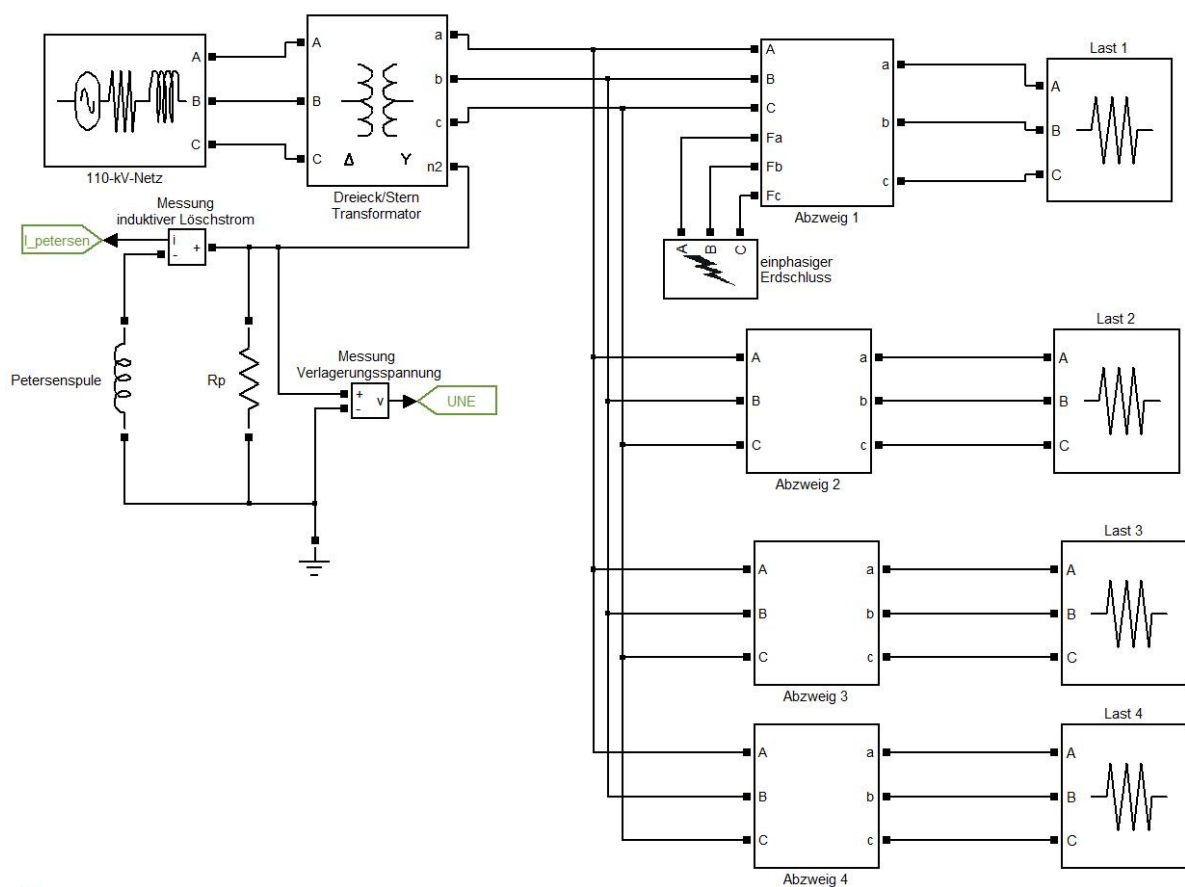 A
B
C
110-kV-Netz
A
B
C
Δ
Y
a
b
c
n2
Dreieck/Stern
Transformator
Messung
induktiver Löschstrom
I_petersen
i
-
+
Petersenspule
Rp
Messung
Verlagerungsspannung
+
-
v
UNE
A
B
C
Fa
Fb
Fc
a
b
c
Abzweig 1
Last 1
A
B
C
A
B
C
einphasiger
Erdschluss
A
B
C
a
b
c
Abzweig 2
Last 2
A
B
C
A
B
C
a
b
c
Abzweig 3
Last 3
A
B
C
A
B
C
a
b
c
Abzweig 4
Last 4
A
B
C